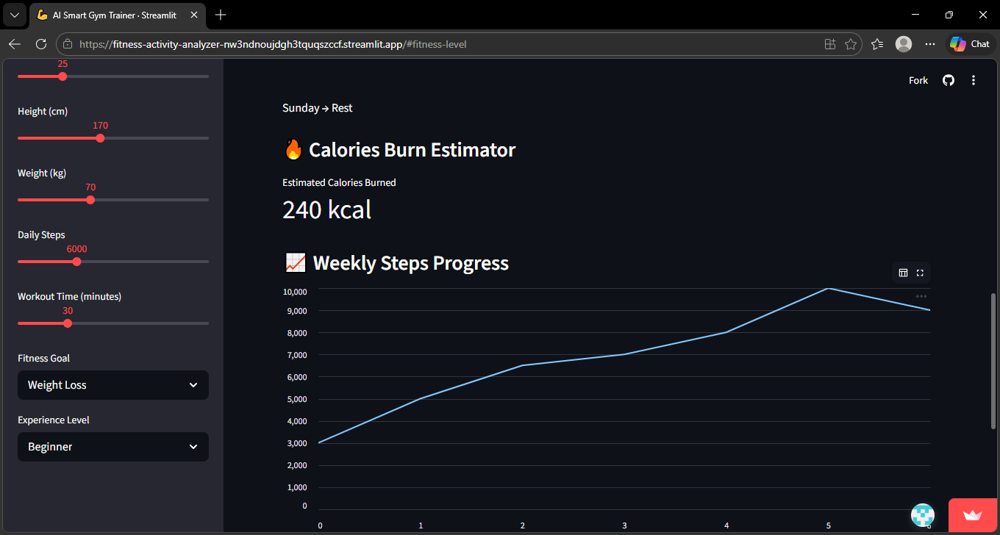 AI Smart Gym Trainer · Streamlit
https://fitness-activity-analyzer-nw3ndnoujdgh3tquqszccf.streamlit.app/#fitness-level
Chat
25
Height (cm)
170
Weight (kg)
70
Daily Steps
6000
Workout Time (minutes)
30
Fitness Goal
Weight Loss
Experience Level
Beginner
Fork
Sunday → Rest
Calories Burn Estimator
Estimated Calories Burned
240 kcal
Weekly Steps Progress
10,000
9,000
8,000
7,000
6,000
5,000
4,000
3,000
2,000
1,000
0
0 1 2 3 4 5